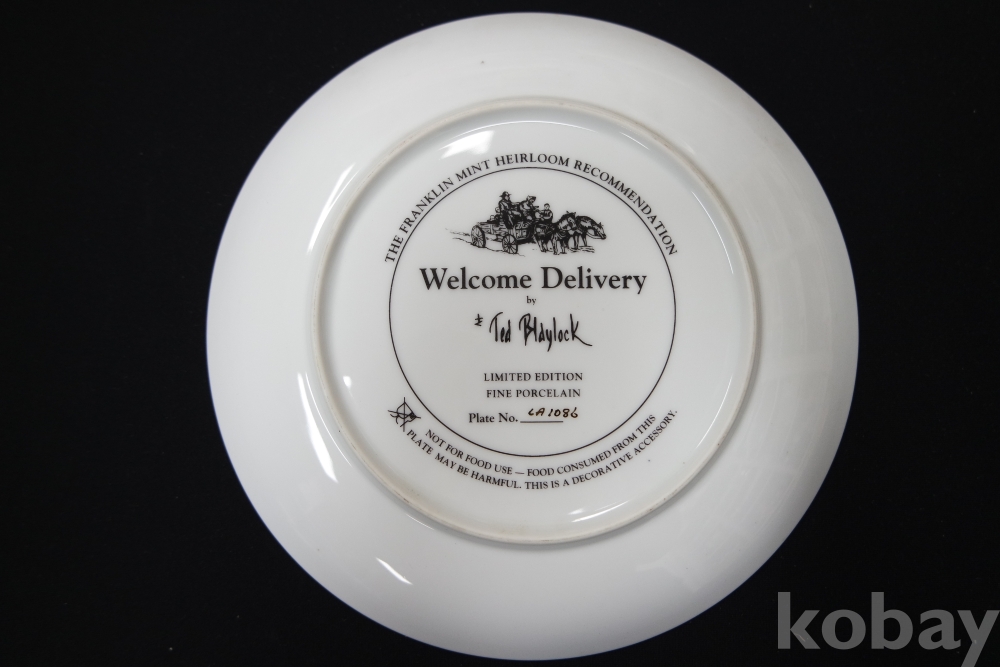 THE FRANKLIN MINT HEIRLOOM RECOMMENDATION
Welcome Delivery
by
Ted Blaylock
LIMITED EDITION
FINE PORCELAIN
Plate No. LA1086
NOT FOR FOOD USE — FOOD CONSUMED FROM THIS
PLATE MAY BE HARMFUL. THIS IS A DECORATIVE ACCESSORY.
kobay